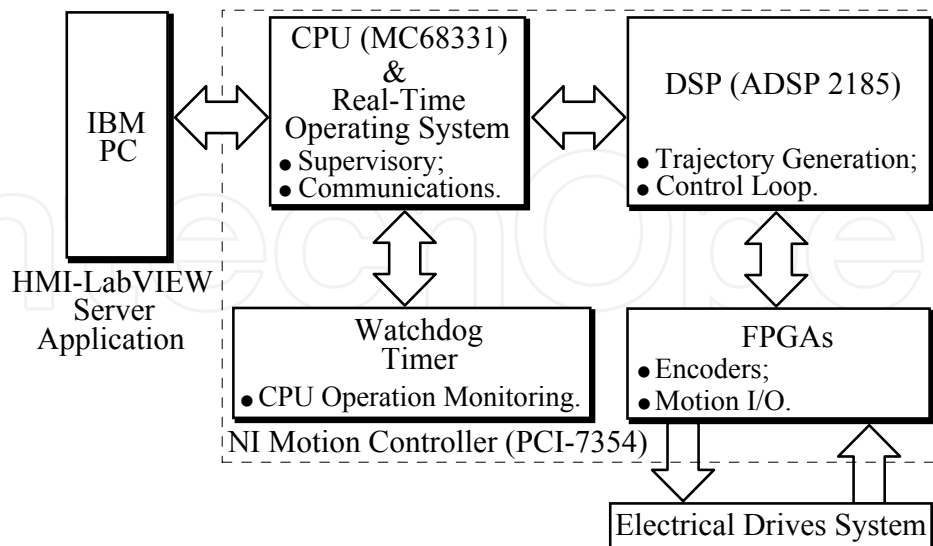 IBM
PC
HMI-LabVIEW
Server
Application
CPU (MC68331)
&
Real-Time
Operating System
● Supervisory;
● Communications.
DSP (ADSP 2185)
● Trajectory Generation;
● Control Loop.
Watchdog
Timer
● CPU Operation Monitoring.
FPGAs
● Encoders;
● Motion I/O.
NI Motion Controller (PCI-7354)
Electrical Drives System